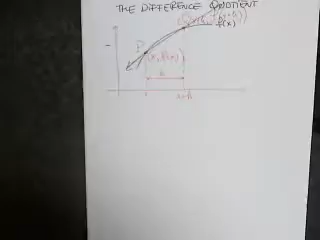 THE DIFFERENCE QUOTIENT
f(x)
P
(x, f(x))
h
x
x+h